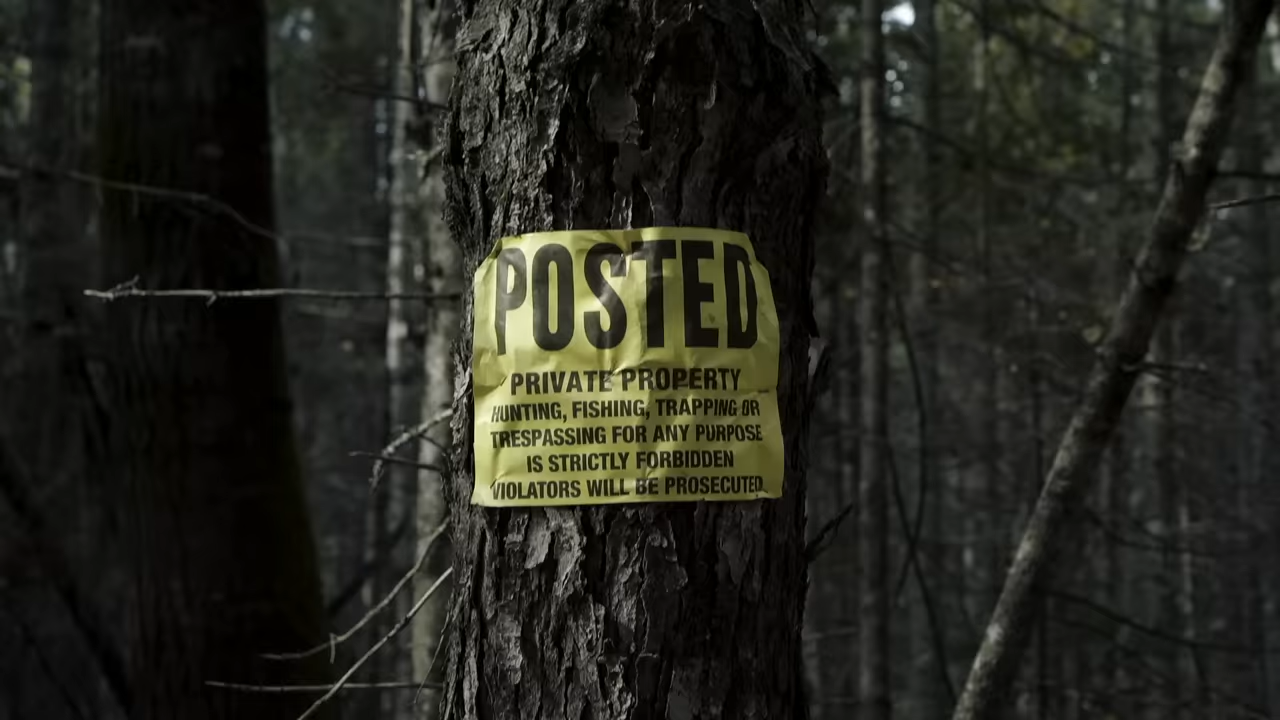 POSTED
PRIVATE PROPERTY
HUNTING, FISHING, TRAPPING OR
TRESPASSING FOR ANY PURPOSE
IS STRICTLY FORBIDDEN
VIOLATORS WILL BE PROSECUTED